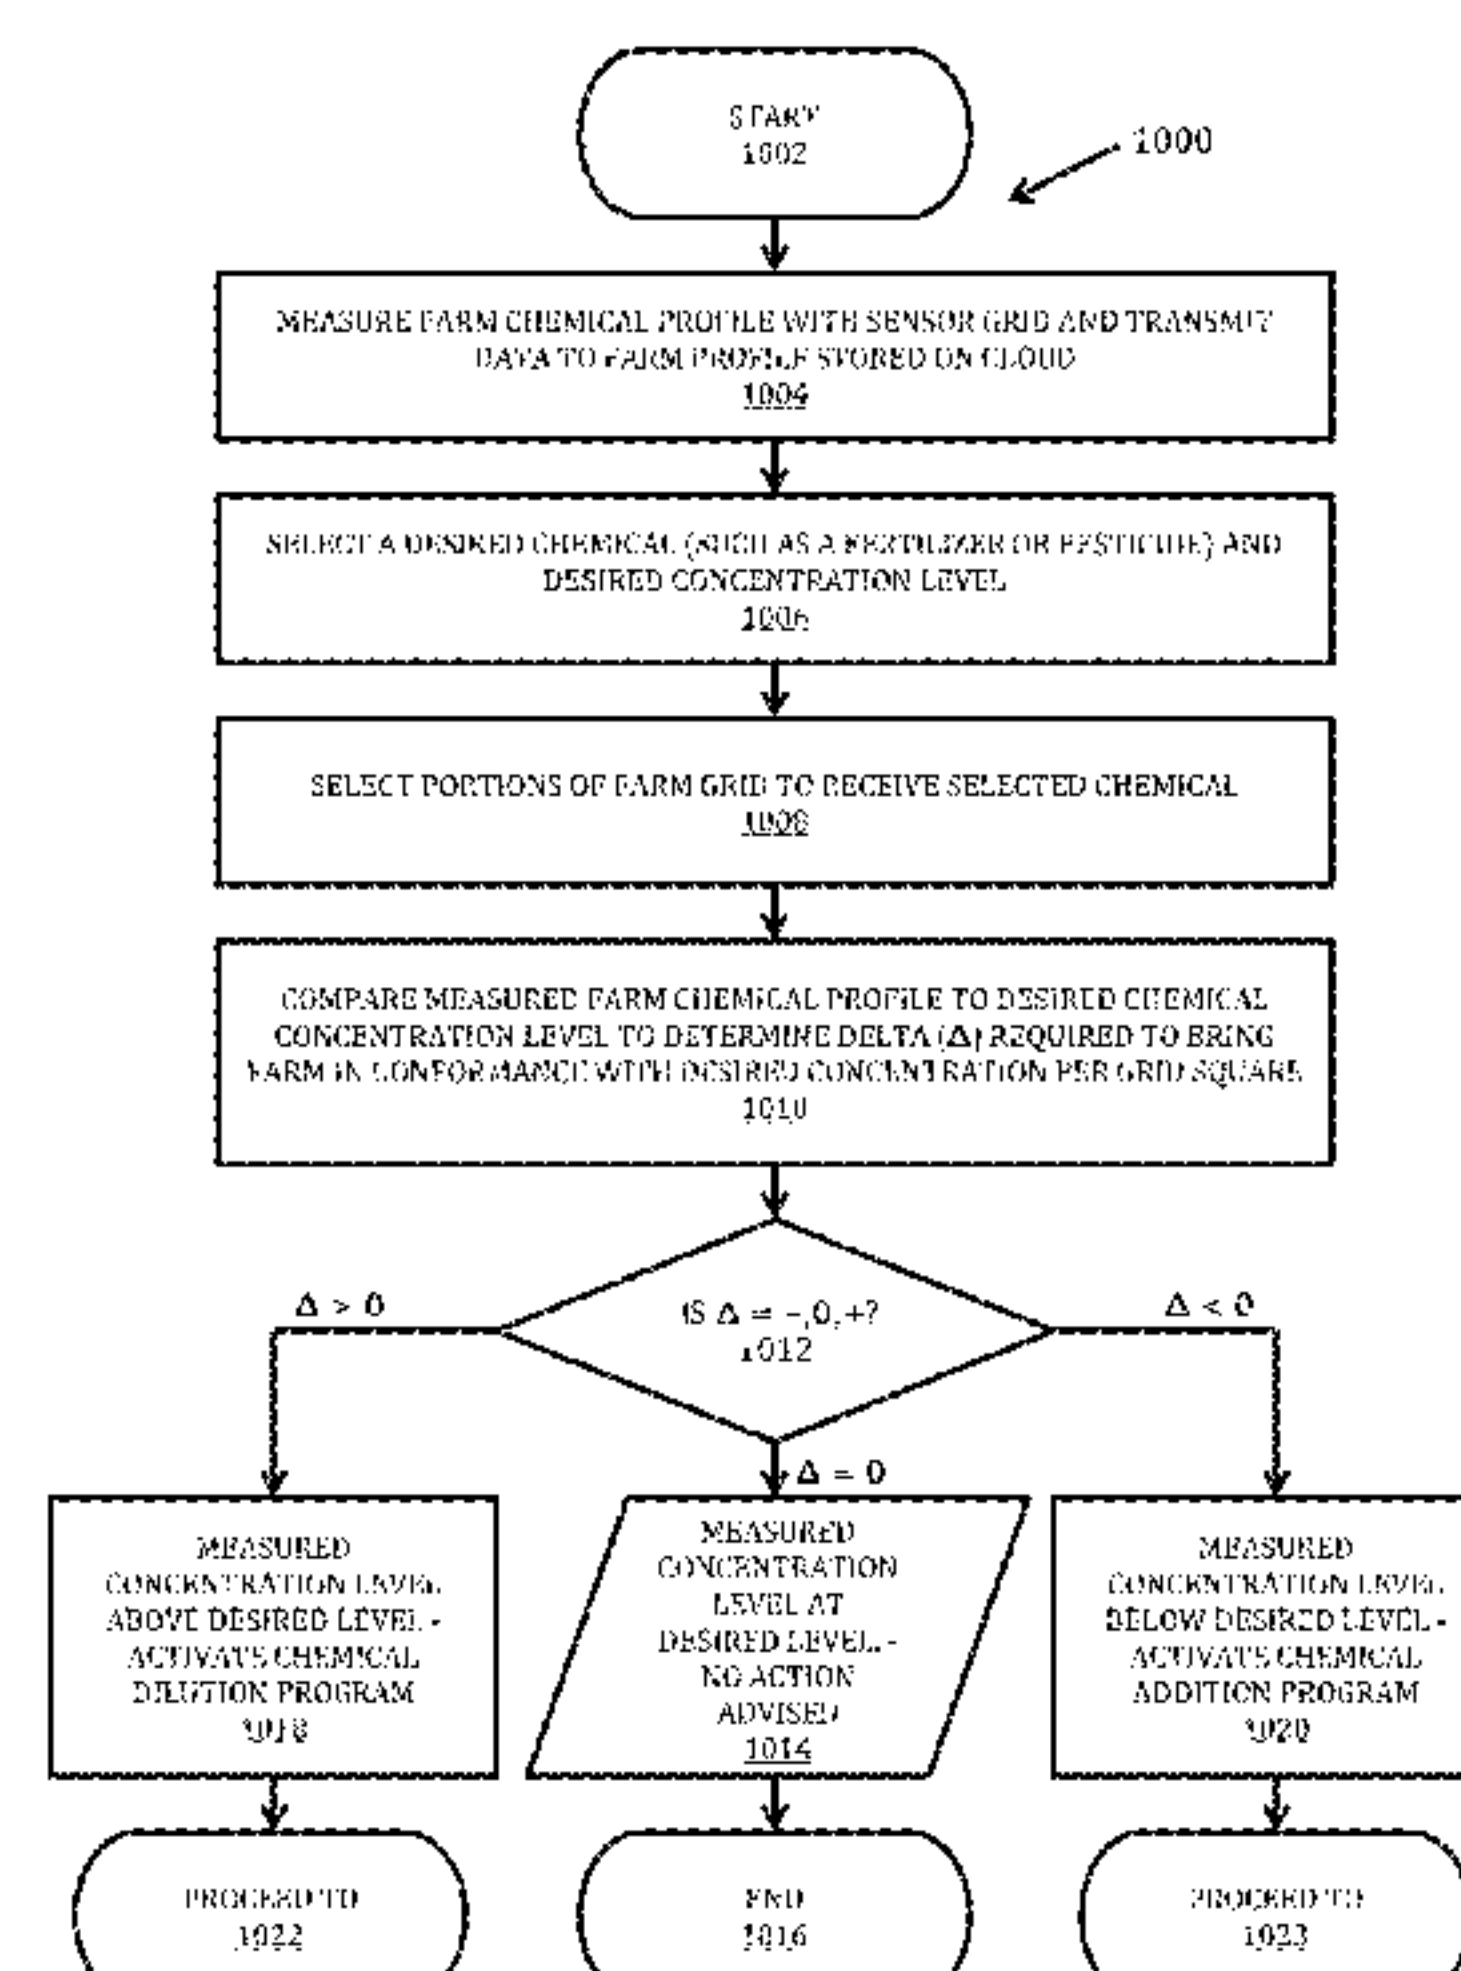 START
1002
1000
MEASURE FARM CHEMICAL PROFILE WITH SENSOR GRID AND TRANSMIT
DATA TO FARM PROFILE STORED ON CLOUD
1004
SELECT A DESIRED CHEMICAL (SUCH AS A FERTILIZER OR PESTICIDE) AND
DESIRED CONCENTRATION LEVEL
1006
SELECT PORTIONS OF FARM GRID TO RECEIVE SELECTED CHEMICAL
1008
COMPARE MEASURED FARM CHEMICAL PROFILE TO DESIRED CHEMICAL
CONCENTRATION LEVEL TO DETERMINE DELTA (Δ) REQUIRED TO BRING
FARM IN CONFORMANCE WITH DESIRED CONCENTRATION PER GRID SQUARE
1010
IS Δ = -,0,+?
1012
Δ > 0
Δ < 0
Δ = 0
MEASURED
CONCENTRATION LEVEL
ABOVE DESIRED LEVEL -
ACTIVATE CHEMICAL
DILUTION PROGRAM
1018
MEASURED
CONCENTRATION
LEVEL AT
DESIRED LEVEL -
NO ACTION
ADVISED
1014
MEASURED
CONCENTRATION LEVEL
BELOW DESIRED LEVEL -
ACTIVATE CHEMICAL
ADDITION PROGRAM
1020
PROCEED TO
1022
END
1016
PROCEED TO
1023